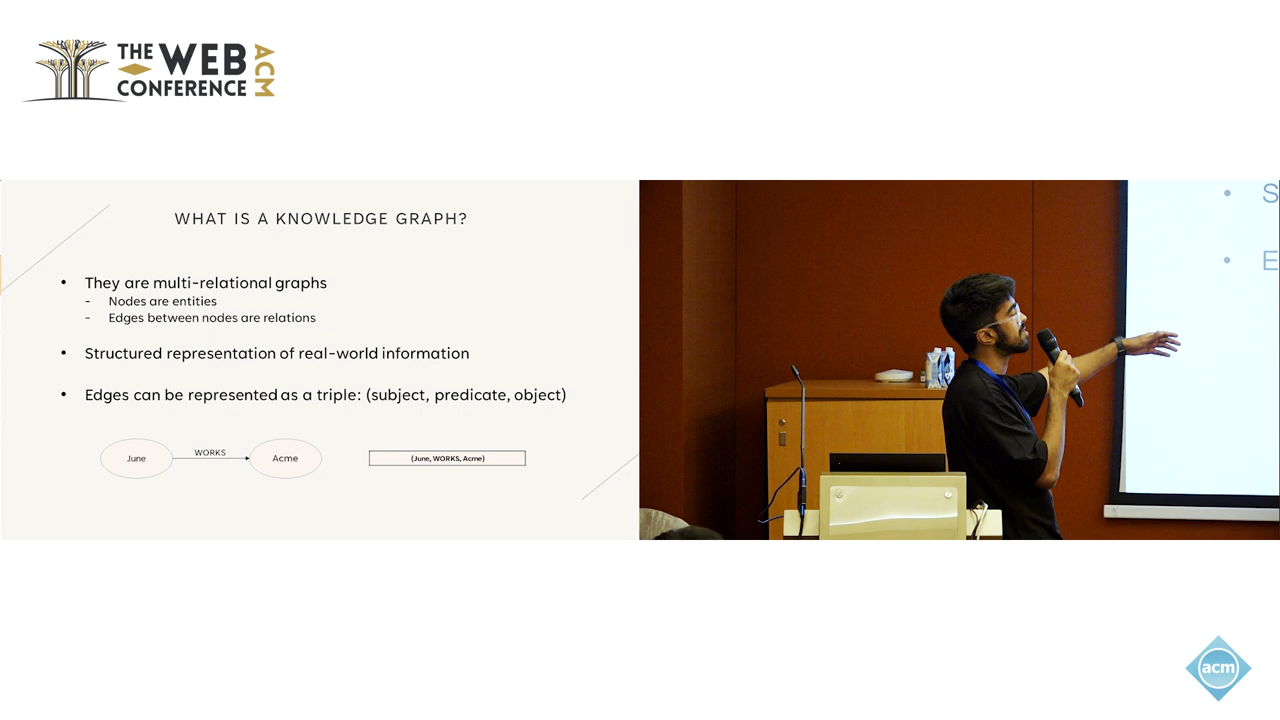 THE WEB
CONFERENCE
ACM
WHAT IS A KNOWLEDGE GRAPH?
• They are multi-relational graphs
- Nodes are entities
- Edges between nodes are relations
• Structured representation of real-world information
• Edges can be represented as a triple: (subject, predicate, object)
June
WORKS
Acme
(June, WORKS, Acme)
• S
• E
acm